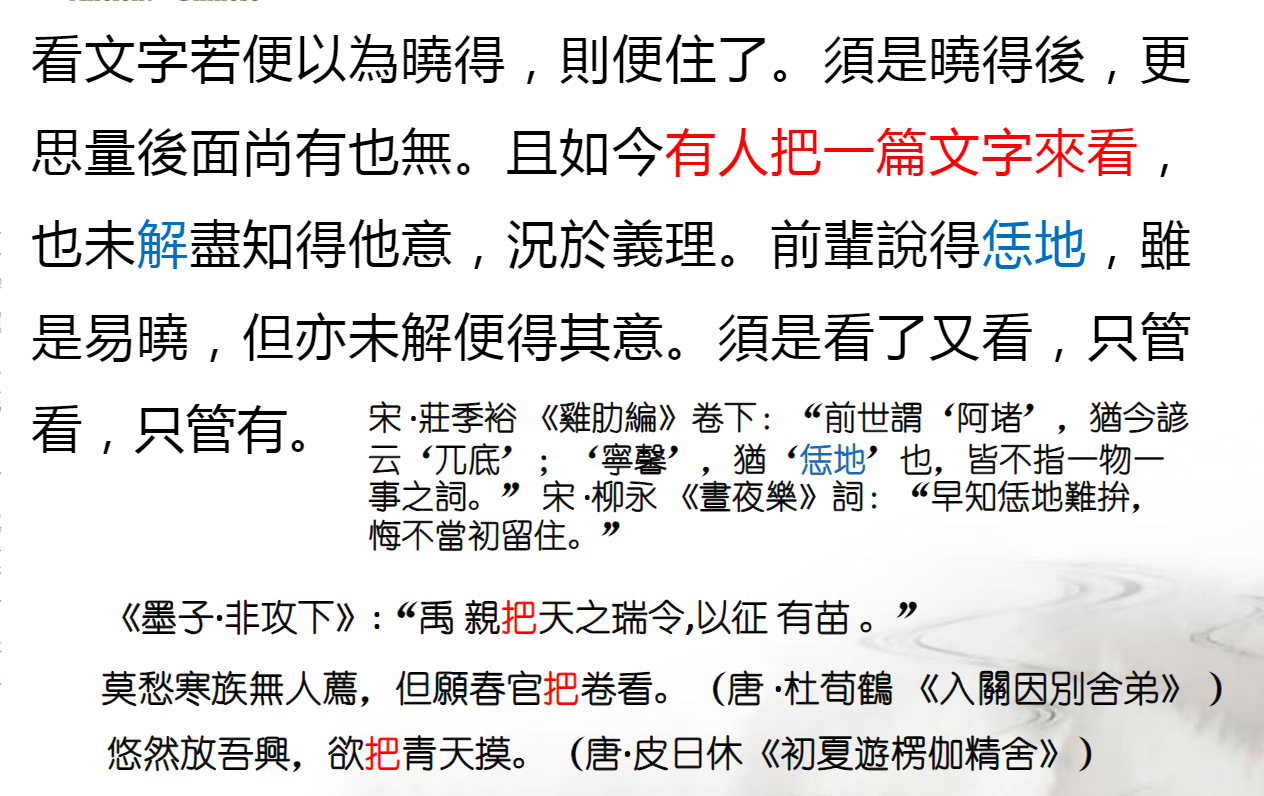 看文字若便以為曉得，則便住了。須是曉得後，更
思量後面尚有也無。且如今有人把一篇文字來看，
也未解盡知得他意，況於義理。前輩說得恁地，雖
是易曉，但亦未解便得其意。須是看了又看，只管
看，只管有。
宋·莊季裕 《雞肋編》卷下：“前世謂‘阿堵’，猶今諺
云‘兀底’；‘寧馨’，猶‘恁地’也，皆不指一物一
事之詞。” 宋·柳永 《晝夜樂》詞：“早知恁地難拚，
悔不當初留住。”
《墨子·非攻下》：“禹 親把天之瑞令,以征 有苗 。”
莫愁寒族無人薦，但願春官把卷看。（唐 ·杜荀鶴 《入關因別舍弟》 ）
悠然放吾興，欲把青天摸。（唐·皮日休《初夏遊楞伽精舍》）